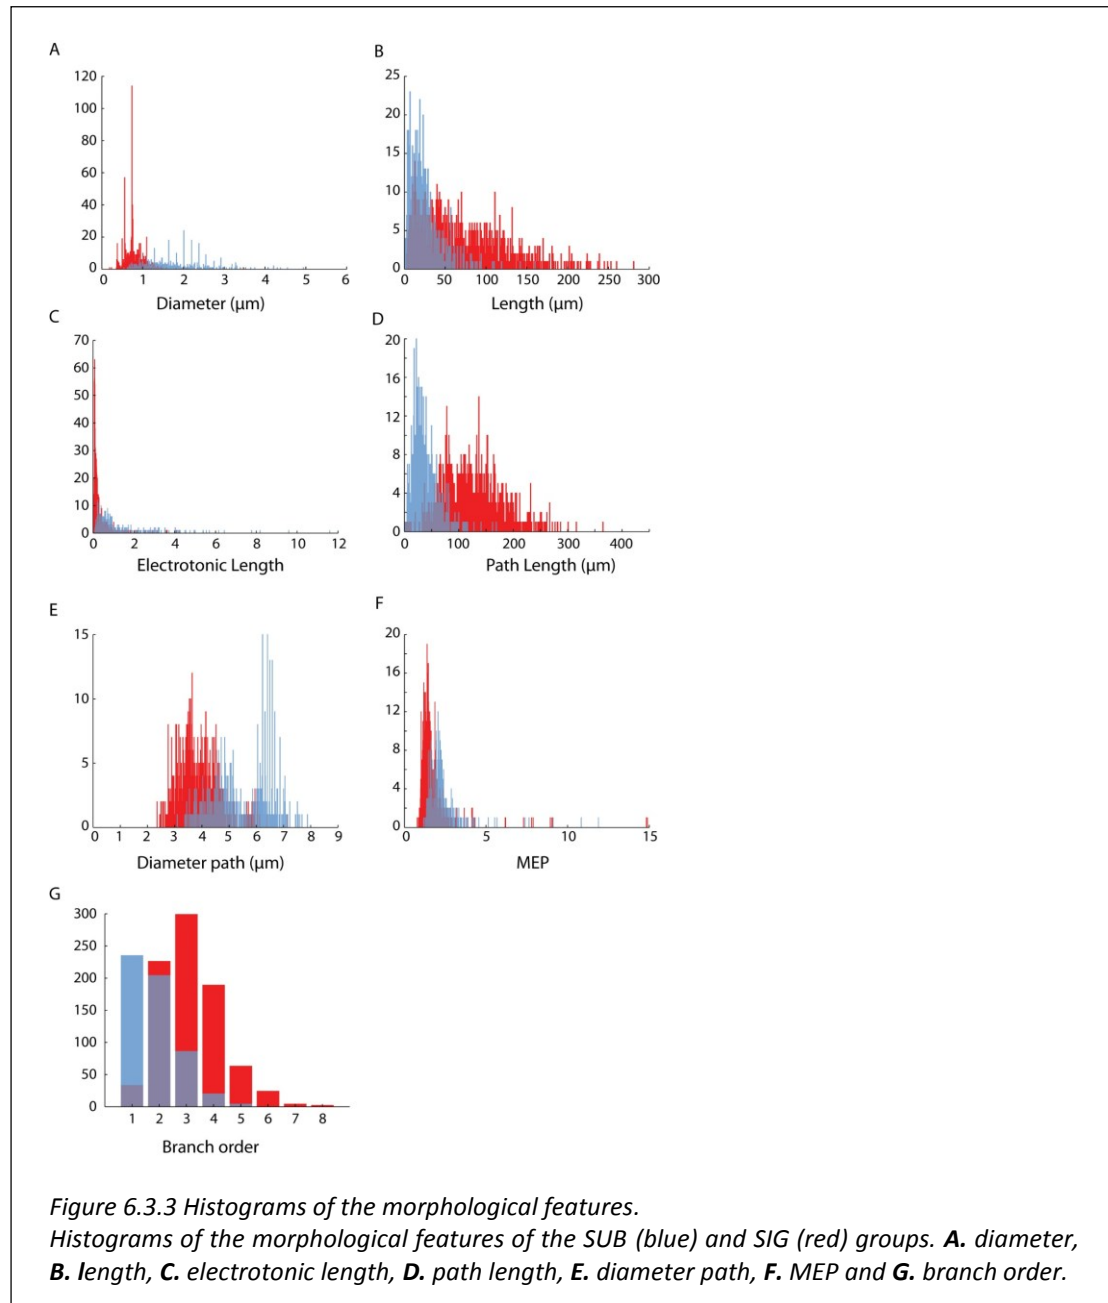 A
120
100
80
60
40
20
0
0 1 2 3 4 5 6
Diameter (µm)
B
25
20
15
10
5
0
0 50 100 150 200 250 300
Length (µm)
C
70
60
50
40
30
20
10
0
0 2 4 6 8 10 12
Electrotonic Length
D
20
16
12
8
4
0
0 100 200 300 400
Path Length (µm)
E
15
10
5
0
0 1 2 3 4 5 6 7 8 9
Diameter path (µm)
F
20
16
12
8
4
0
0 5 10 15
MEP
G
300
250
200
150
100
50
0
1 2 3 4 5 6 7 8
Branch order
Figure 6.3.3 Histograms of the morphological features.
Histograms of the morphological features of the SUB (blue) and SIG (red) groups. A. diameter,
B. length, C. electrotonic length, D. path length, E. diameter path, F. MEP and G. branch order.